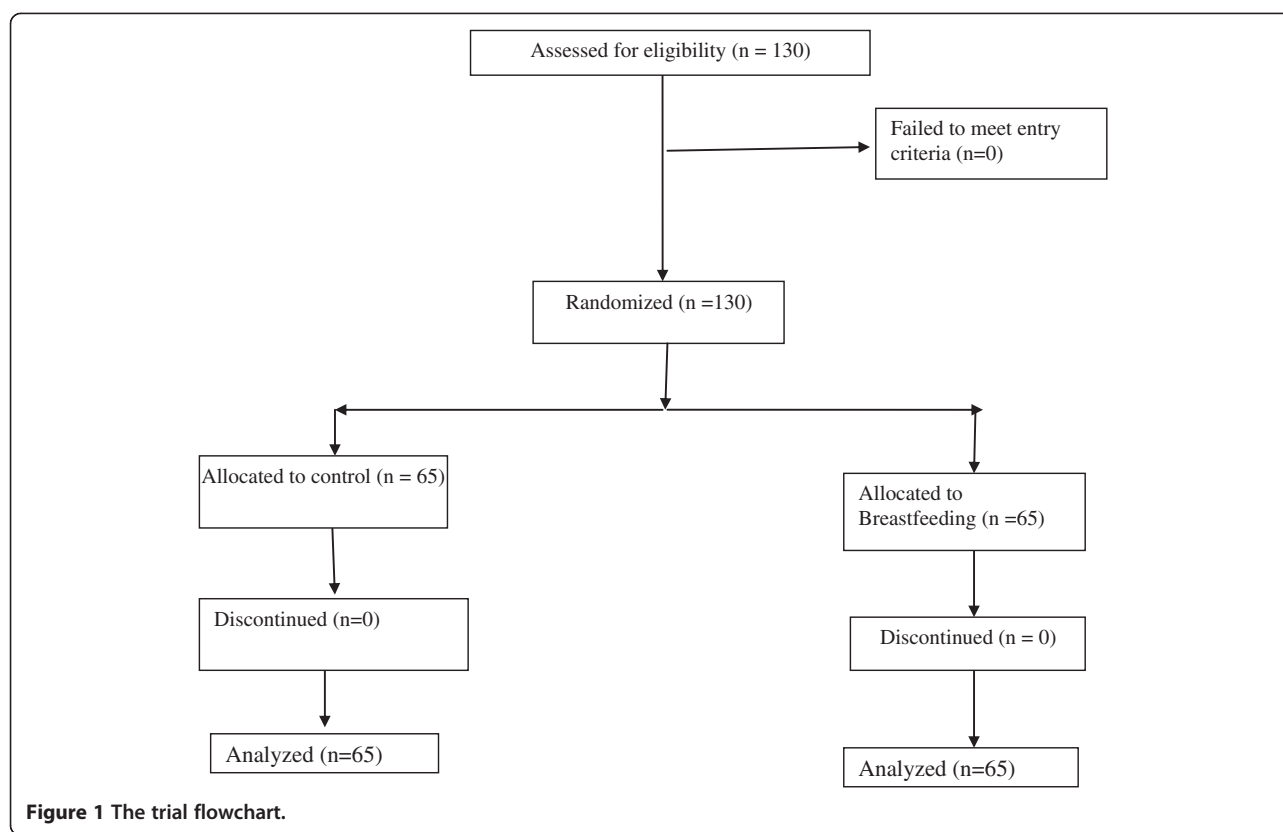 Assessed for eligibility (n = 130)
Failed to meet entry
criteria (n=0)
Randomized (n =130)
Allocated to control (n = 65)
Allocated to
Breastfeeding (n =65)
Discontinued (n=0)
Discontinued (n = 0)
Analyzed (n=65)
Analyzed (n=65)
Figure 1 The trial flowchart.